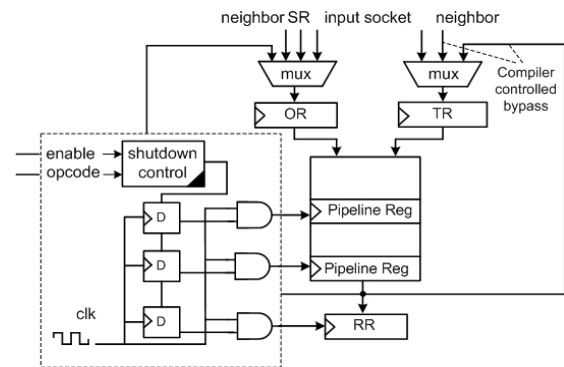 neighbor SR input socket neighbor
mux
mux
Compiler
controlled
bypass
OR
TR
enable
opcode
shutdown
control
D
Pipeline Reg
D
Pipeline Reg
clk
D
RR